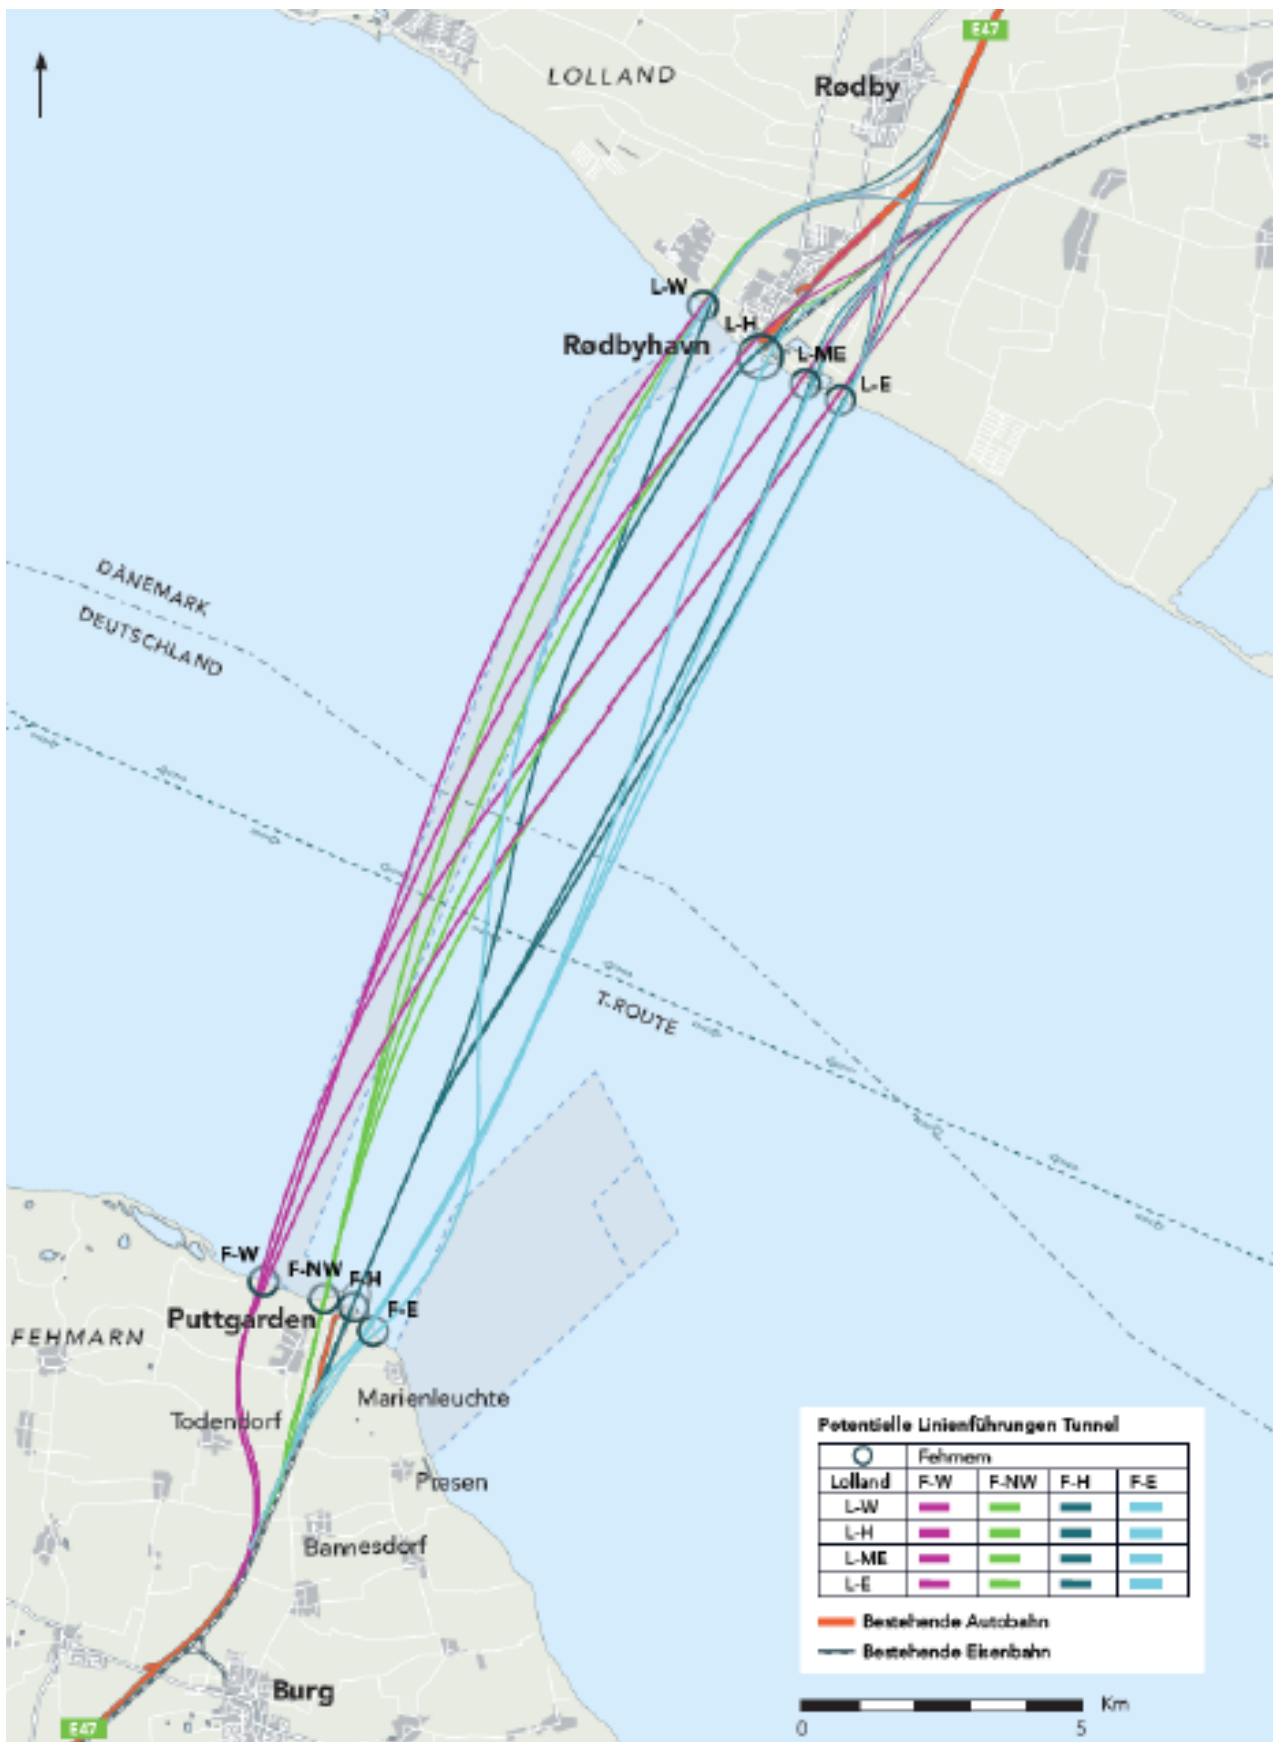 E47
LOLLAND
Rødby
L-W
L-H
Rødbyhavn
L-ME
L-E
DÄNEMARK
DEUTSCHLAND
T-ROUTE
F-W
F-NW
F-H
Puttgarden
F-E
FEHMARN
Marienleuchte
Todendorf
Presen
Bannesdorf
Burg
E47
Potentielle Linienführungen Tunnel
Fehmern
Lolland F-W F-NW F-H F-E
L-W
L-H
L-ME
L-E
Bestehende Autobahn
Bestehende Eisenbahn
Km
0 5